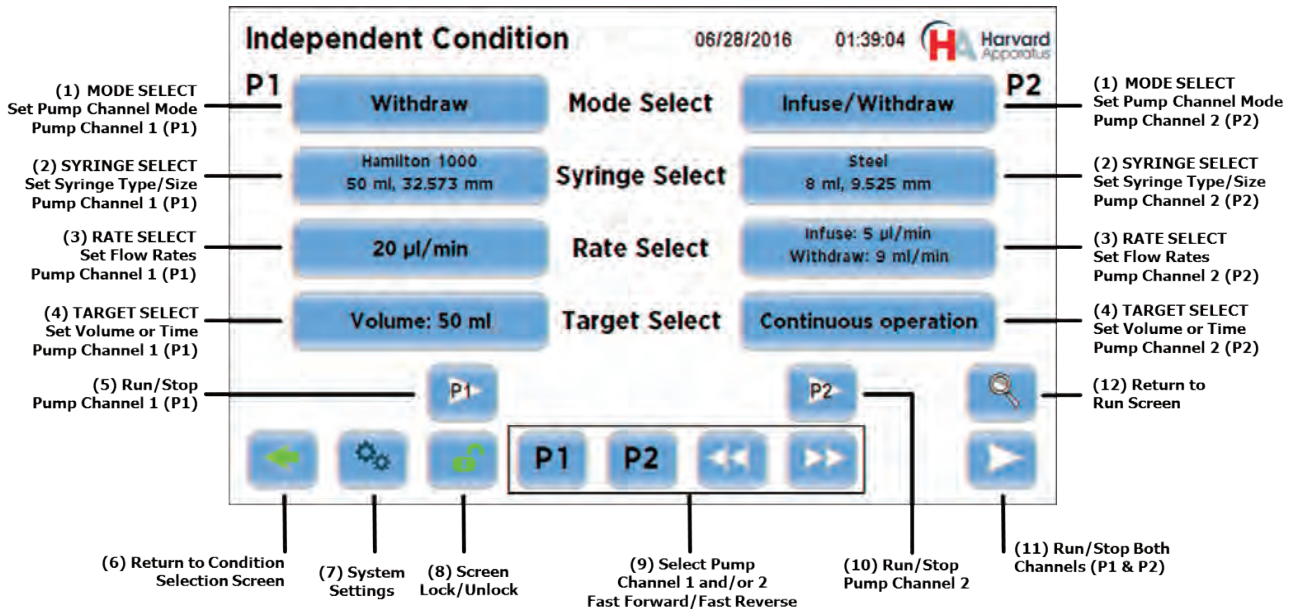 Independent Condition 06/28/2016 01:39:04 HA Harvard
Apparatus
P1 Withdraw Mode Select Infuse/Withdraw P2
(1) MODE SELECT
Set Pump Channel Mode
Pump Channel 1 (P1)
(1) MODE SELECT
Set Pump Channel Mode
Pump Channel 2 (P2)
Hamilton 1000
50 ml, 32.573 mm
Syringe Select
Steel
8 ml, 9.525 mm
(2) SYRINGE SELECT
Set Syringe Type/Size
Pump Channel 1 (P1)
(2) SYRINGE SELECT
Set Syringe Type/Size
Pump Channel 2 (P2)
20 µl/min Rate Select
Infuse: 5 µl/min
Withdraw: 9 ml/min
(3) RATE SELECT
Set Flow Rates
Pump Channel 1 (P1)
(3) RATE SELECT
Set Flow Rates
Pump Channel 2 (P2)
Volume: 50 ml Target Select Continuous operation
(4) TARGET SELECT
Set Volume or Time
Pump Channel 1 (P1)
(4) TARGET SELECT
Set Volume or Time
Pump Channel 2 (P2)
(5) Run/Stop
Pump Channel 1 (P1)
P1 P2
(12) Return to
Run Screen
P1 P2
(6) Return to Condition
Selection Screen
(7) System
Settings
(8) Screen
Lock/Unlock
(9) Select Pump
Channel 1 and/or 2
Fast Forward/Fast Reverse
(10) Run/Stop
Pump Channel 2
(11) Run/Stop Both
Channels (P1 & P2)